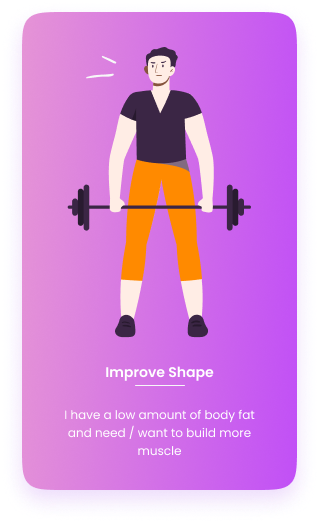 Improve Shape
I have a low amount of body fat
and need / want to build more
muscle